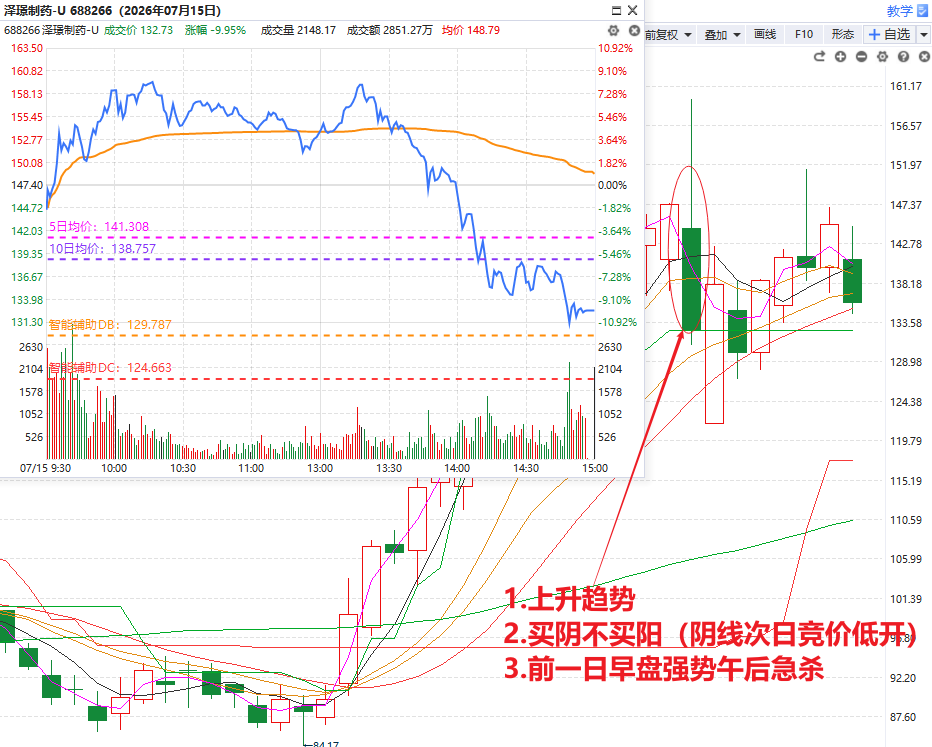 泽璟制药-U 688266（2026年07月15日）
688266 泽璟制药-U 成交价 132.73 涨幅 -9.95% 成交量 2148.17 成交额 2851.27万 均价 148.79
教学
前复权 叠加 画线 F10 形态 自选
163.50 10.92%
160.82 9.10%
158.13 7.28%
155.45 5.46%
152.77 3.64%
150.08 1.82%
147.40 0.00%
144.72 -1.82%
142.03 -3.64%
139.35 -5.46%
136.67 -7.28%
133.98 -9.10%
131.30 -10.92%
5日均价：141.308
10日均价：138.757
智能辅助DB：129.787
智能辅助DC：124.663
2630 2630
2104 2104
1578 1578
1052 1052
526 526
07/15 9:30 10:00 10:30 11:00 13:00 13:30 14:00 14:30 15:00
161.17
156.57
151.97
147.37
142.78
138.18
133.58
128.98
124.38
119.79
115.19
110.59
105.99
101.39
92.20
87.60
1.上升趋势
2.买阴不买阳（阴线次日竞价低开）
3.前一日早盘强势午后急杀
←84.17